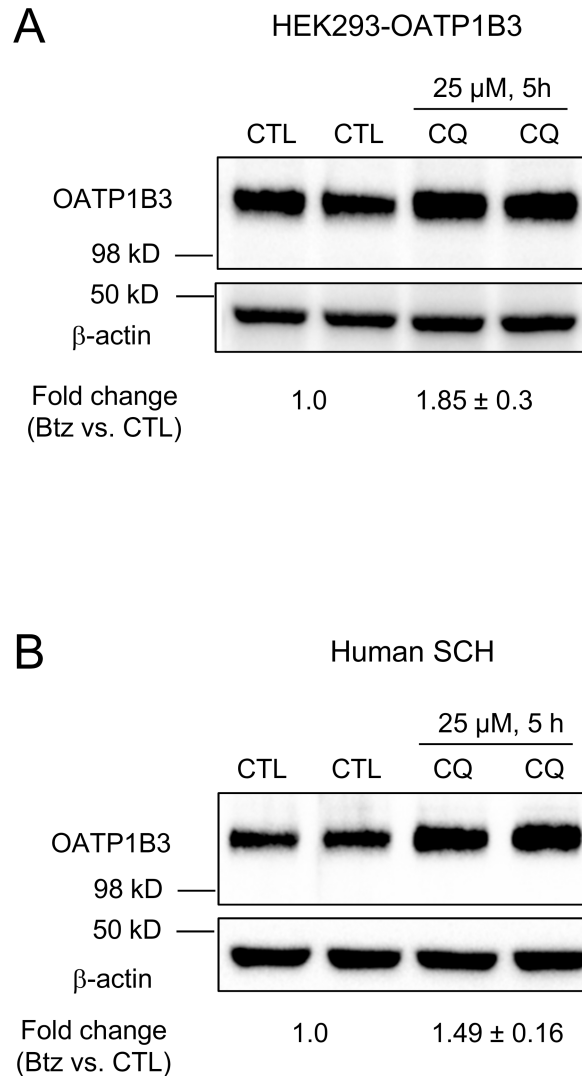 A
HEK293-OATP1B3
25 µM, 5h
CTL CTL CQ CQ
OATP1B3
98 kD
50 kD
β-actin
Fold change
(Btz vs. CTL)
1.0 1.85 ± 0.3
B
Human SCH
25 µM, 5 h
CTL CTL CQ CQ
OATP1B3
98 kD
50 kD
β-actin
Fold change
(Btz vs. CTL)
1.0 1.49 ± 0.16